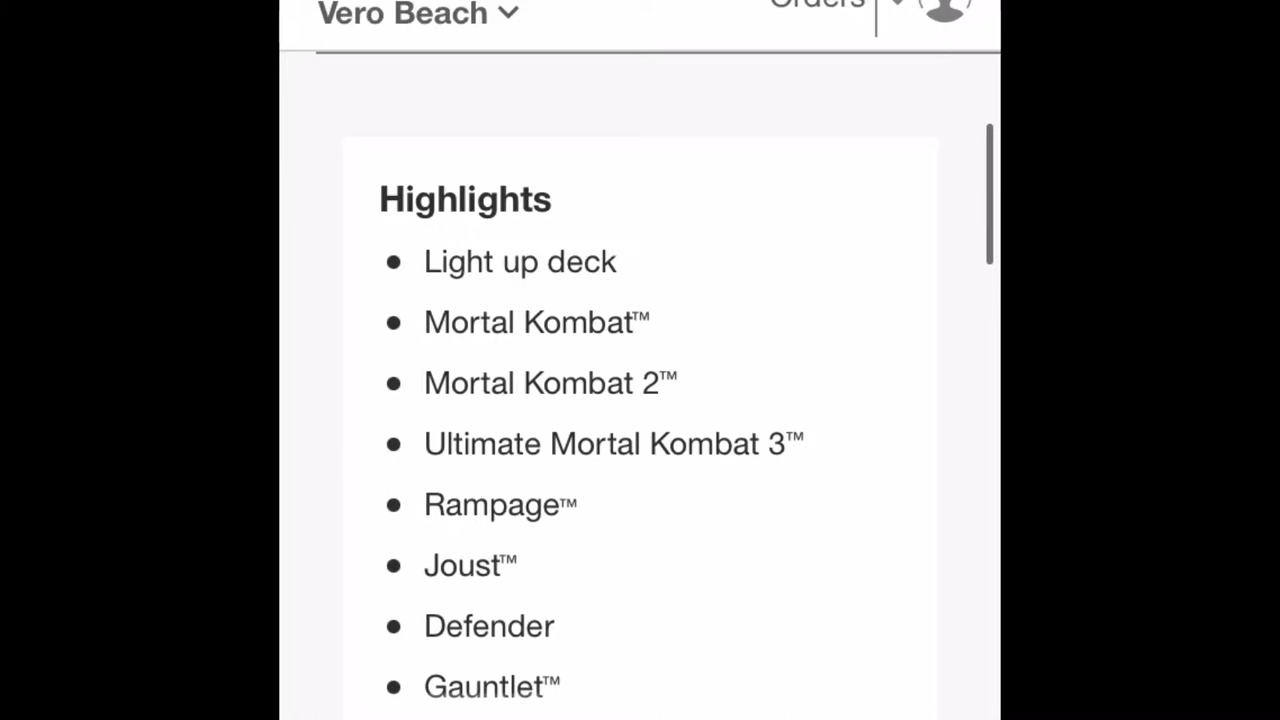 Vero Beach
Orders
Highlights
Light up deck
Mortal Kombat™
Mortal Kombat 2™
Ultimate Mortal Kombat 3™
Rampage™
Joust™
Defender
Gauntlet™